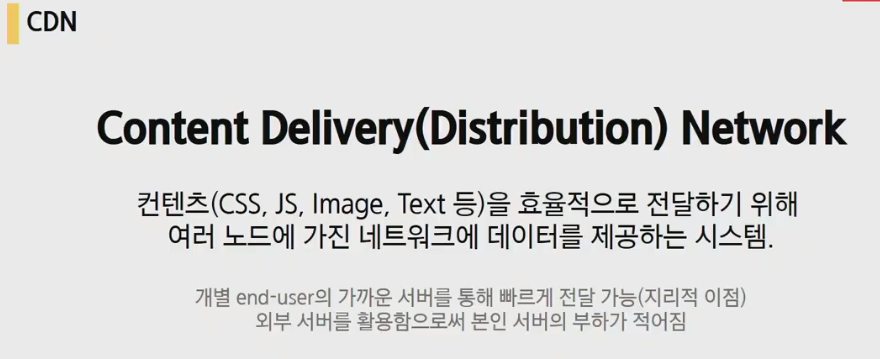 CDN
Content Delivery(Distribution) Network
컨텐츠(CSS, JS, Image, Text 등)을 효율적으로 전달하기 위해
여러 노드에 가진 네트워크에 데이터를 제공하는 시스템.
개별 end-user의 가까운 서버를 통해 빠르게 전달 가능(지리적 이점)
외부 서버를 활용함으로써 본인 서버의 부하가 적어짐